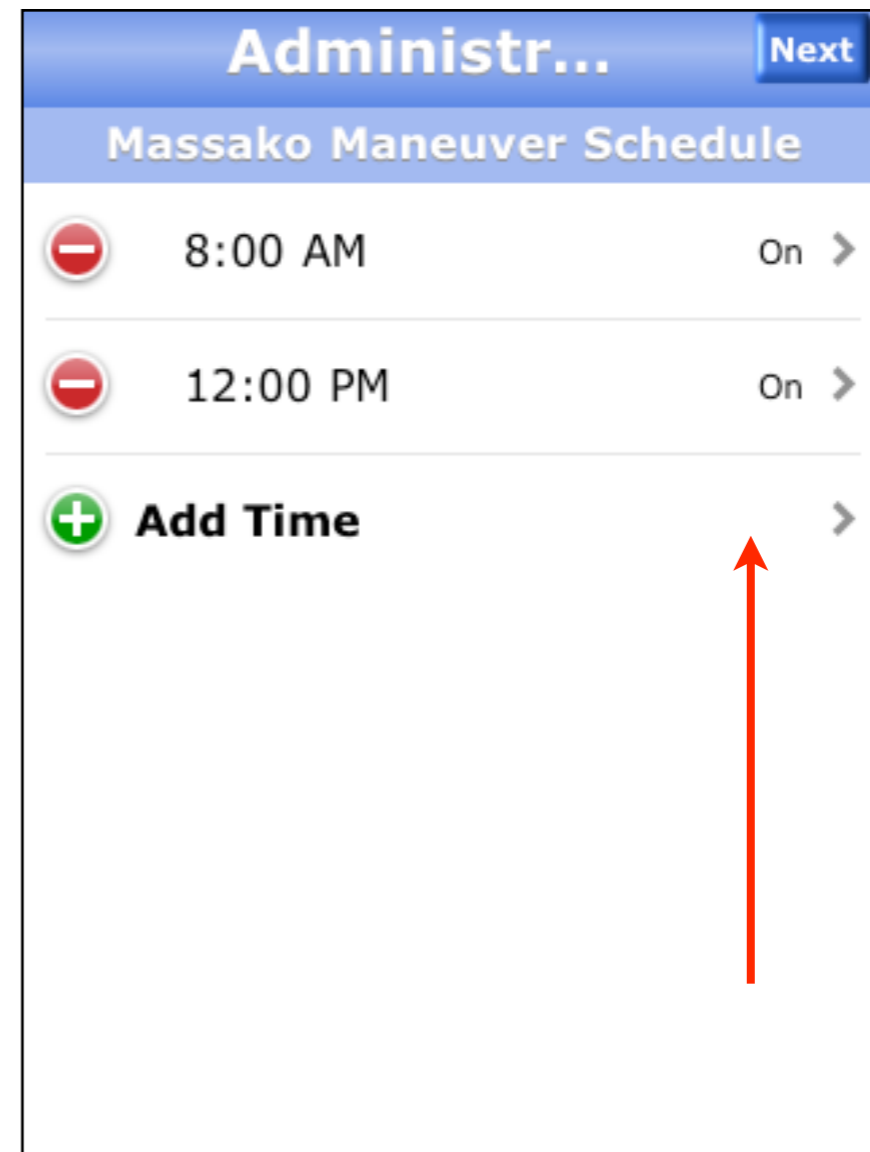 Administr...
Next
Massako Maneuver Schedule
8:00 AM On
12:00 PM On
Add Time